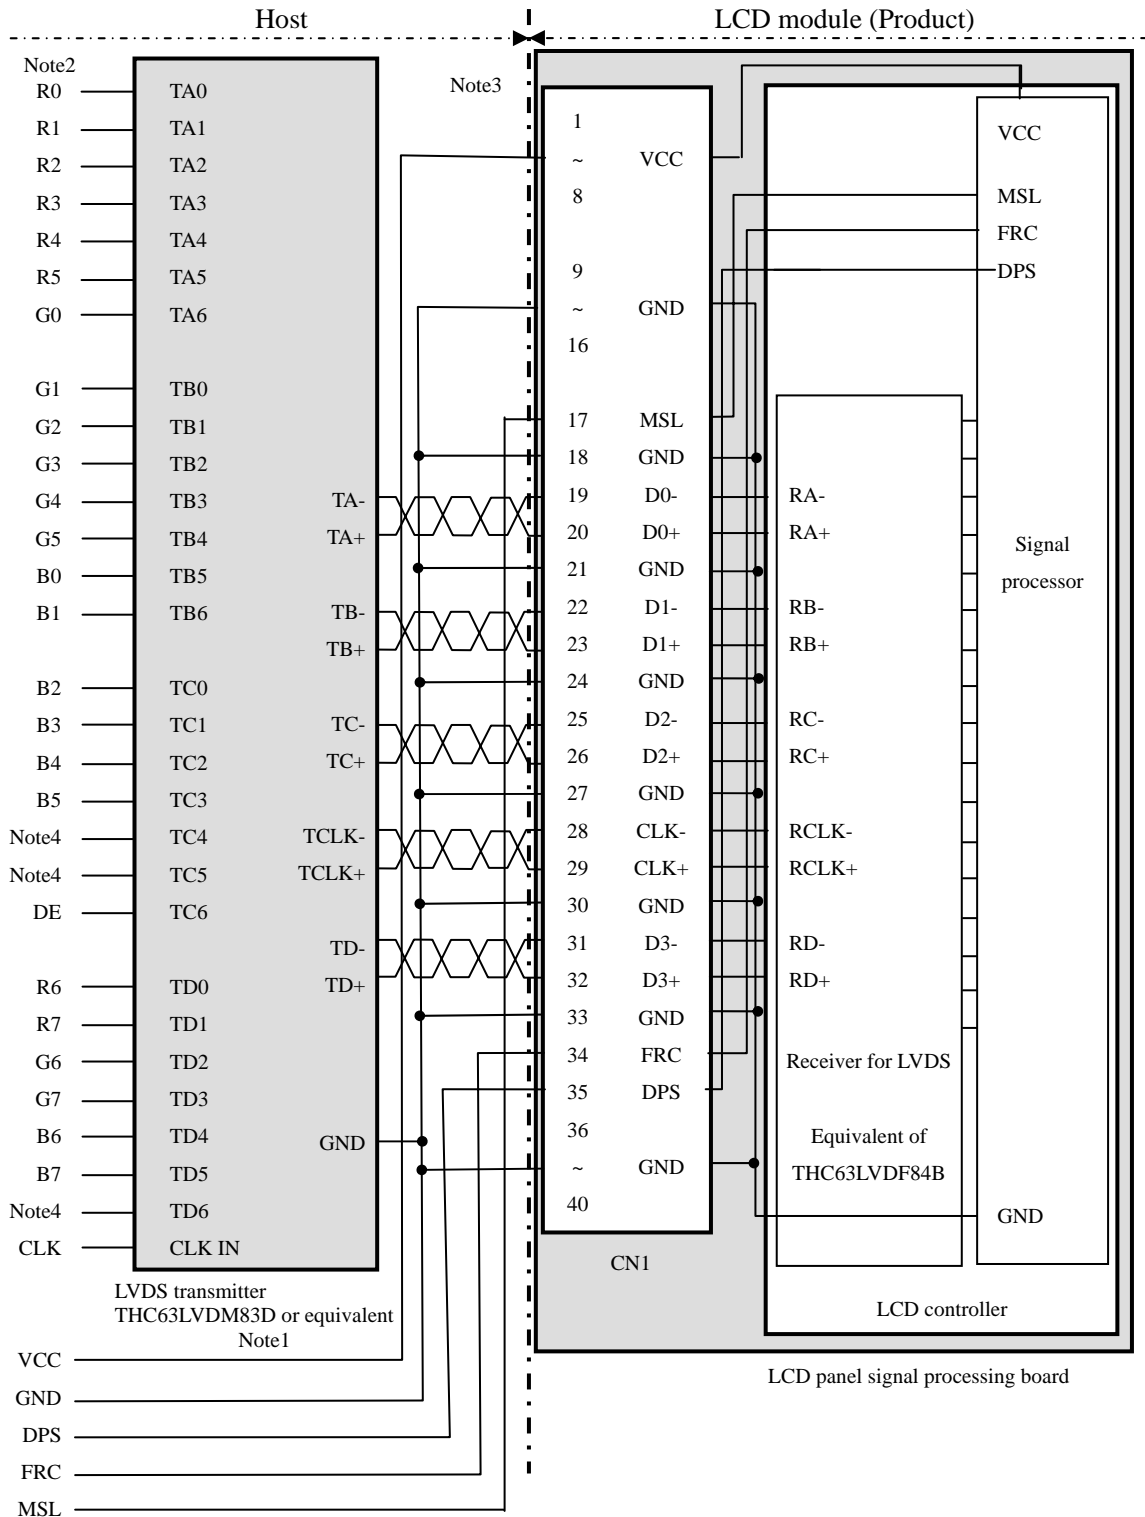 Host
LCD module (Product)
Note2
Note3
R0 TA0
R1 TA1
R2 TA2
R3 TA3
R4 TA4
R5 TA5
G0 TA6
G1 TB0
G2 TB1
G3 TB2
G4 TB3
G5 TB4
B0 TB5
B1 TB6
B2 TC0
B3 TC1
B4 TC2
B5 TC3
Note4 TC4
Note4 TC5
DE TC6
R6 TD0
R7 TD1
G6 TD2
G7 TD3
B6 TD4
B7 TD5
Note4 TD6
CLK CLK IN
TA-
TA+
TB-
TB+
TC-
TC+
TCLK-
TCLK+
TD-
TD+
GND
LVDS transmitter
THC63LVDM83D or equivalent
Note1
VCC
GND
DPS
FRC
MSL
1
~ VCC
8
9
~ GND
16
17 MSL
18 GND
19 D0-
20 D0+
21 GND
22 D1-
23 D1+
24 GND
25 D2-
26 D2+
27 GND
28 CLK-
29 CLK+
30 GND
31 D3-
32 D3+
33 GND
34 FRC
35 DPS
36
~ GND
40
CN1
RA-
RA+
RB-
RB+
RC-
RC+
RCLK-
RCLK+
RD-
RD+
Receiver for LVDS
Equivalent of
THC63LVDF84B
VCC
MSL
FRC
DPS
Signal
processor
GND
LCD controller
LCD panel signal processing board